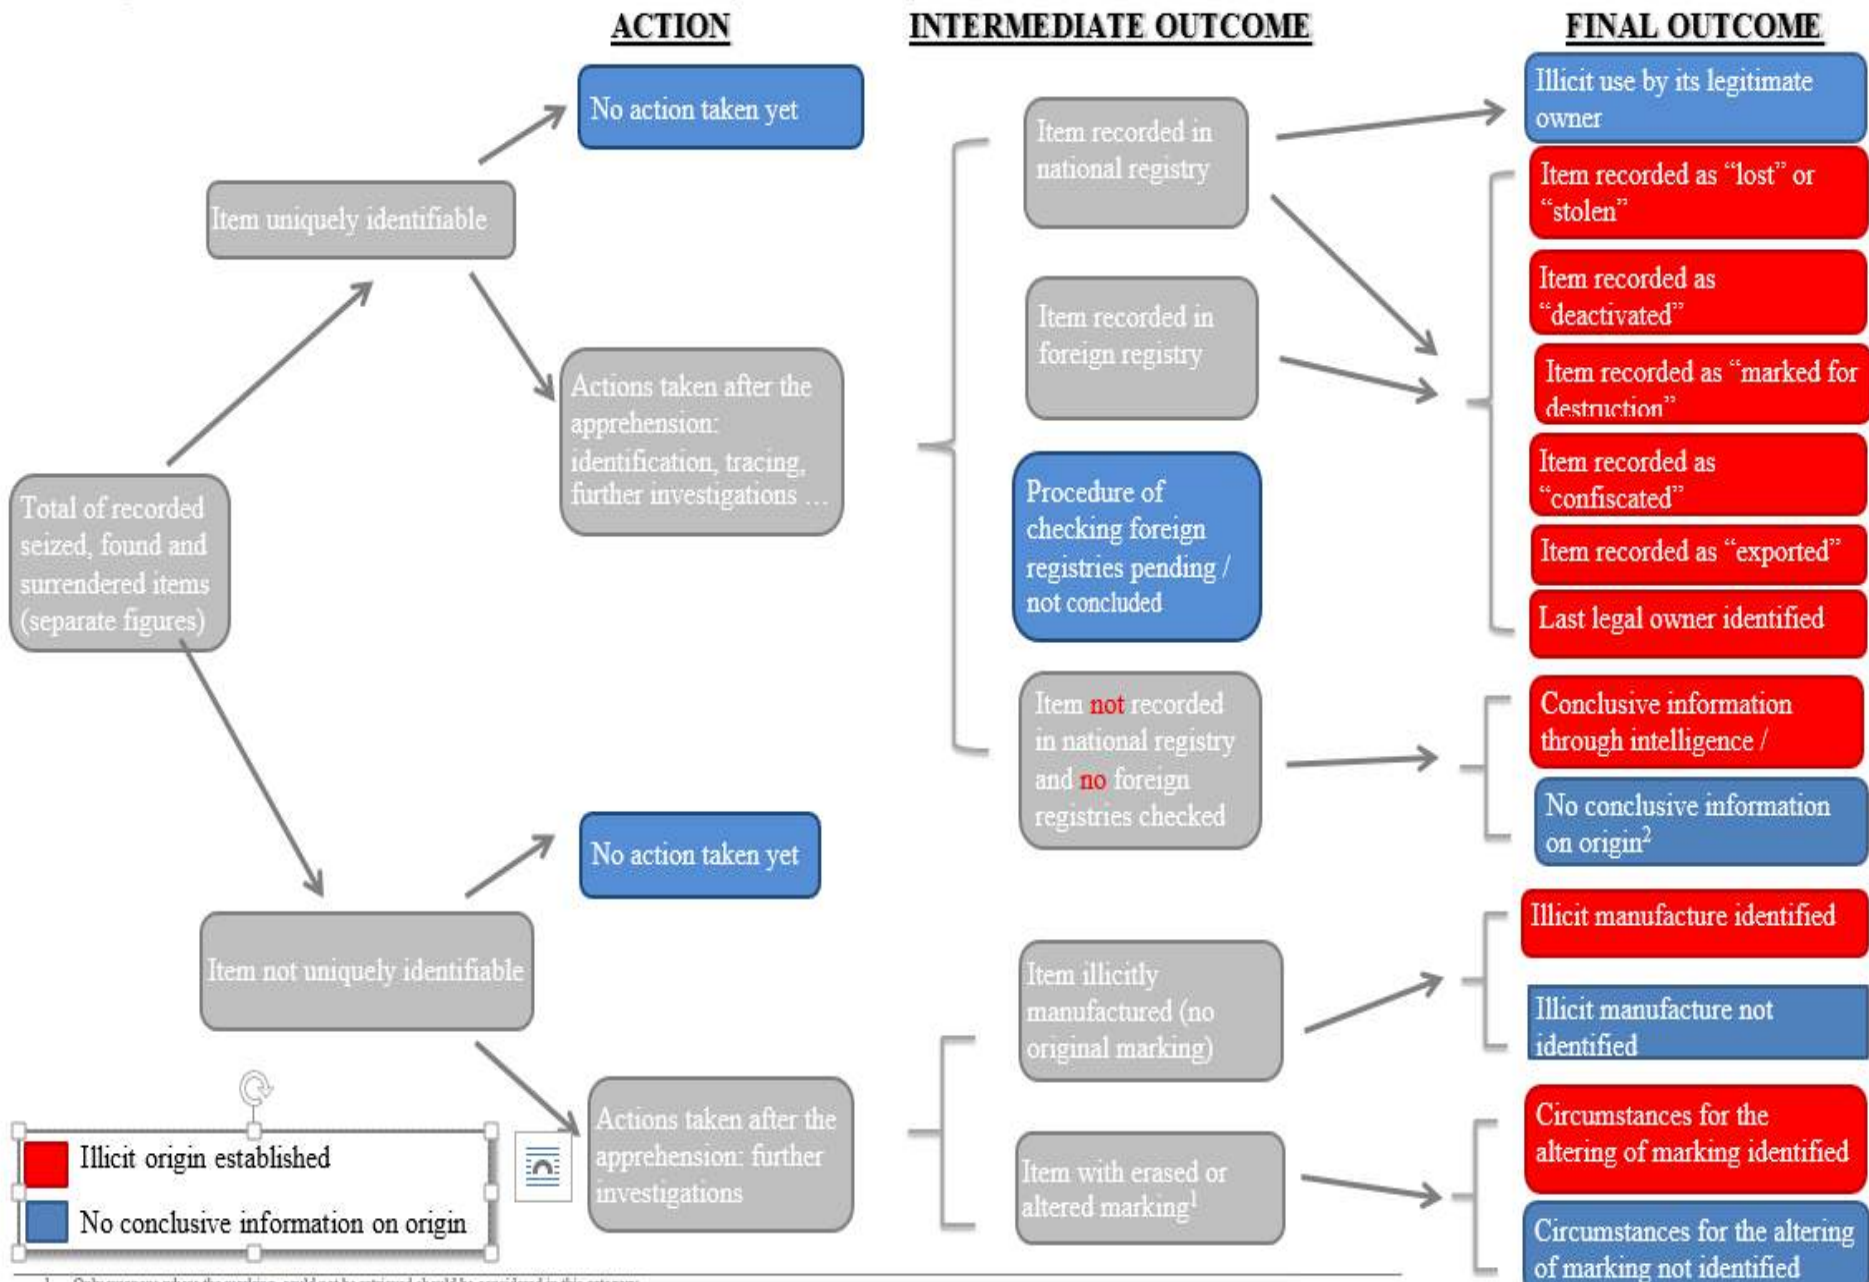 ACTION
INTERMEDIATE OUTCOME
FINAL OUTCOME
No action taken yet
Item uniquely identifiable
Actions taken after the
apprehension:
identification, tracing,
further investigations ...
Total of recorded
seized, found and
surrendered items
(separate figures)
No action taken yet
Item not uniquely identifiable
Actions taken after the
apprehension: further
investigations
Item recorded in
national registry
Item recorded in
foreign registry
Procedure of
checking foreign
registries pending /
not concluded
Item not recorded
in national registry
and no foreign
registries checked
Item illicitly
manufactured (no
original marking)
Item with erased or
altered marking¹
Illicit use by its legitimate
owner
Item recorded as “lost” or
“stolen”
Item recorded as
“deactivated”
Item recorded as “marked for
destruction”
Item recorded as
“confiscated”
Item recorded as “exported”
Last legal owner identified
Conclusive information
through intelligence /
No conclusive information
on origin²
Illicit manufacture identified
Illicit manufacture not
identified
Circumstances for the
altering of marking identified
Circumstances for the altering
of marking not identified
Illicit origin established
No conclusive information on origin